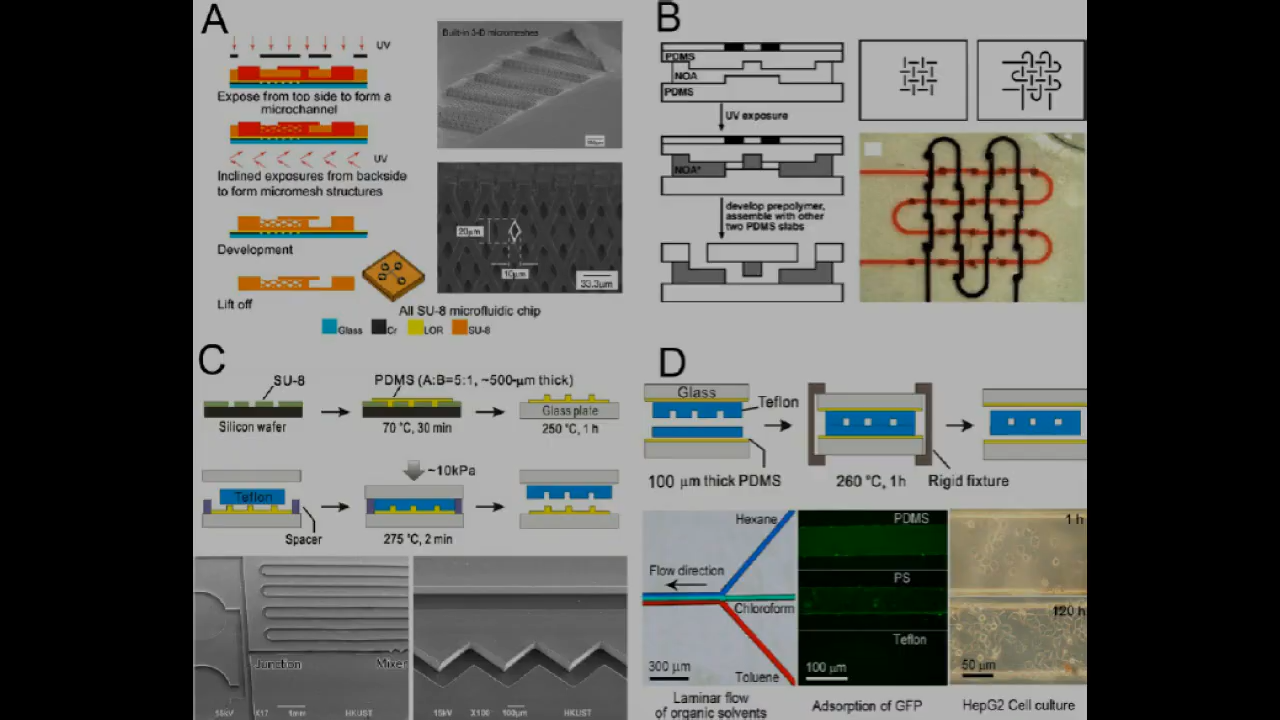 A
UV
Expose from top side to form a
microchannel
UV
Inclined exposures from backside
to form micromesh structures
Development
Lift off
All SU-8 microfluidic chip
Glass
Cr
LOR
SU-8
Built-in 3-D micromeshes
20μm
10μm
33.3μm
B
PDMS
NOA
PDMS
UV exposure
NOA*
develop prepolymer,
assemble with other
two PDMS slabs
C
SU-8
Silicon wafer
PDMS (A:B=5:1, ~500-μm thick)
70 °C, 30 min
Glass plate
250 °C, 1 h
Teflon
Spacer
~10kPa
275 °C, 2 min
Junction
Mixer
X17 1mm HKUST
15kV X100 100μm HKUST
D
Glass
Teflon
100 μm thick PDMS
260 °C, 1h
Rigid fixture
Hexane
Flow direction
Chloroform
300 μm
Toluene
Laminar flow
of organic solvents
PDMS
PS
Teflon
100 μm
Adsorption of GFP
1 h
120 h
50 μm
HepG2 Cell culture